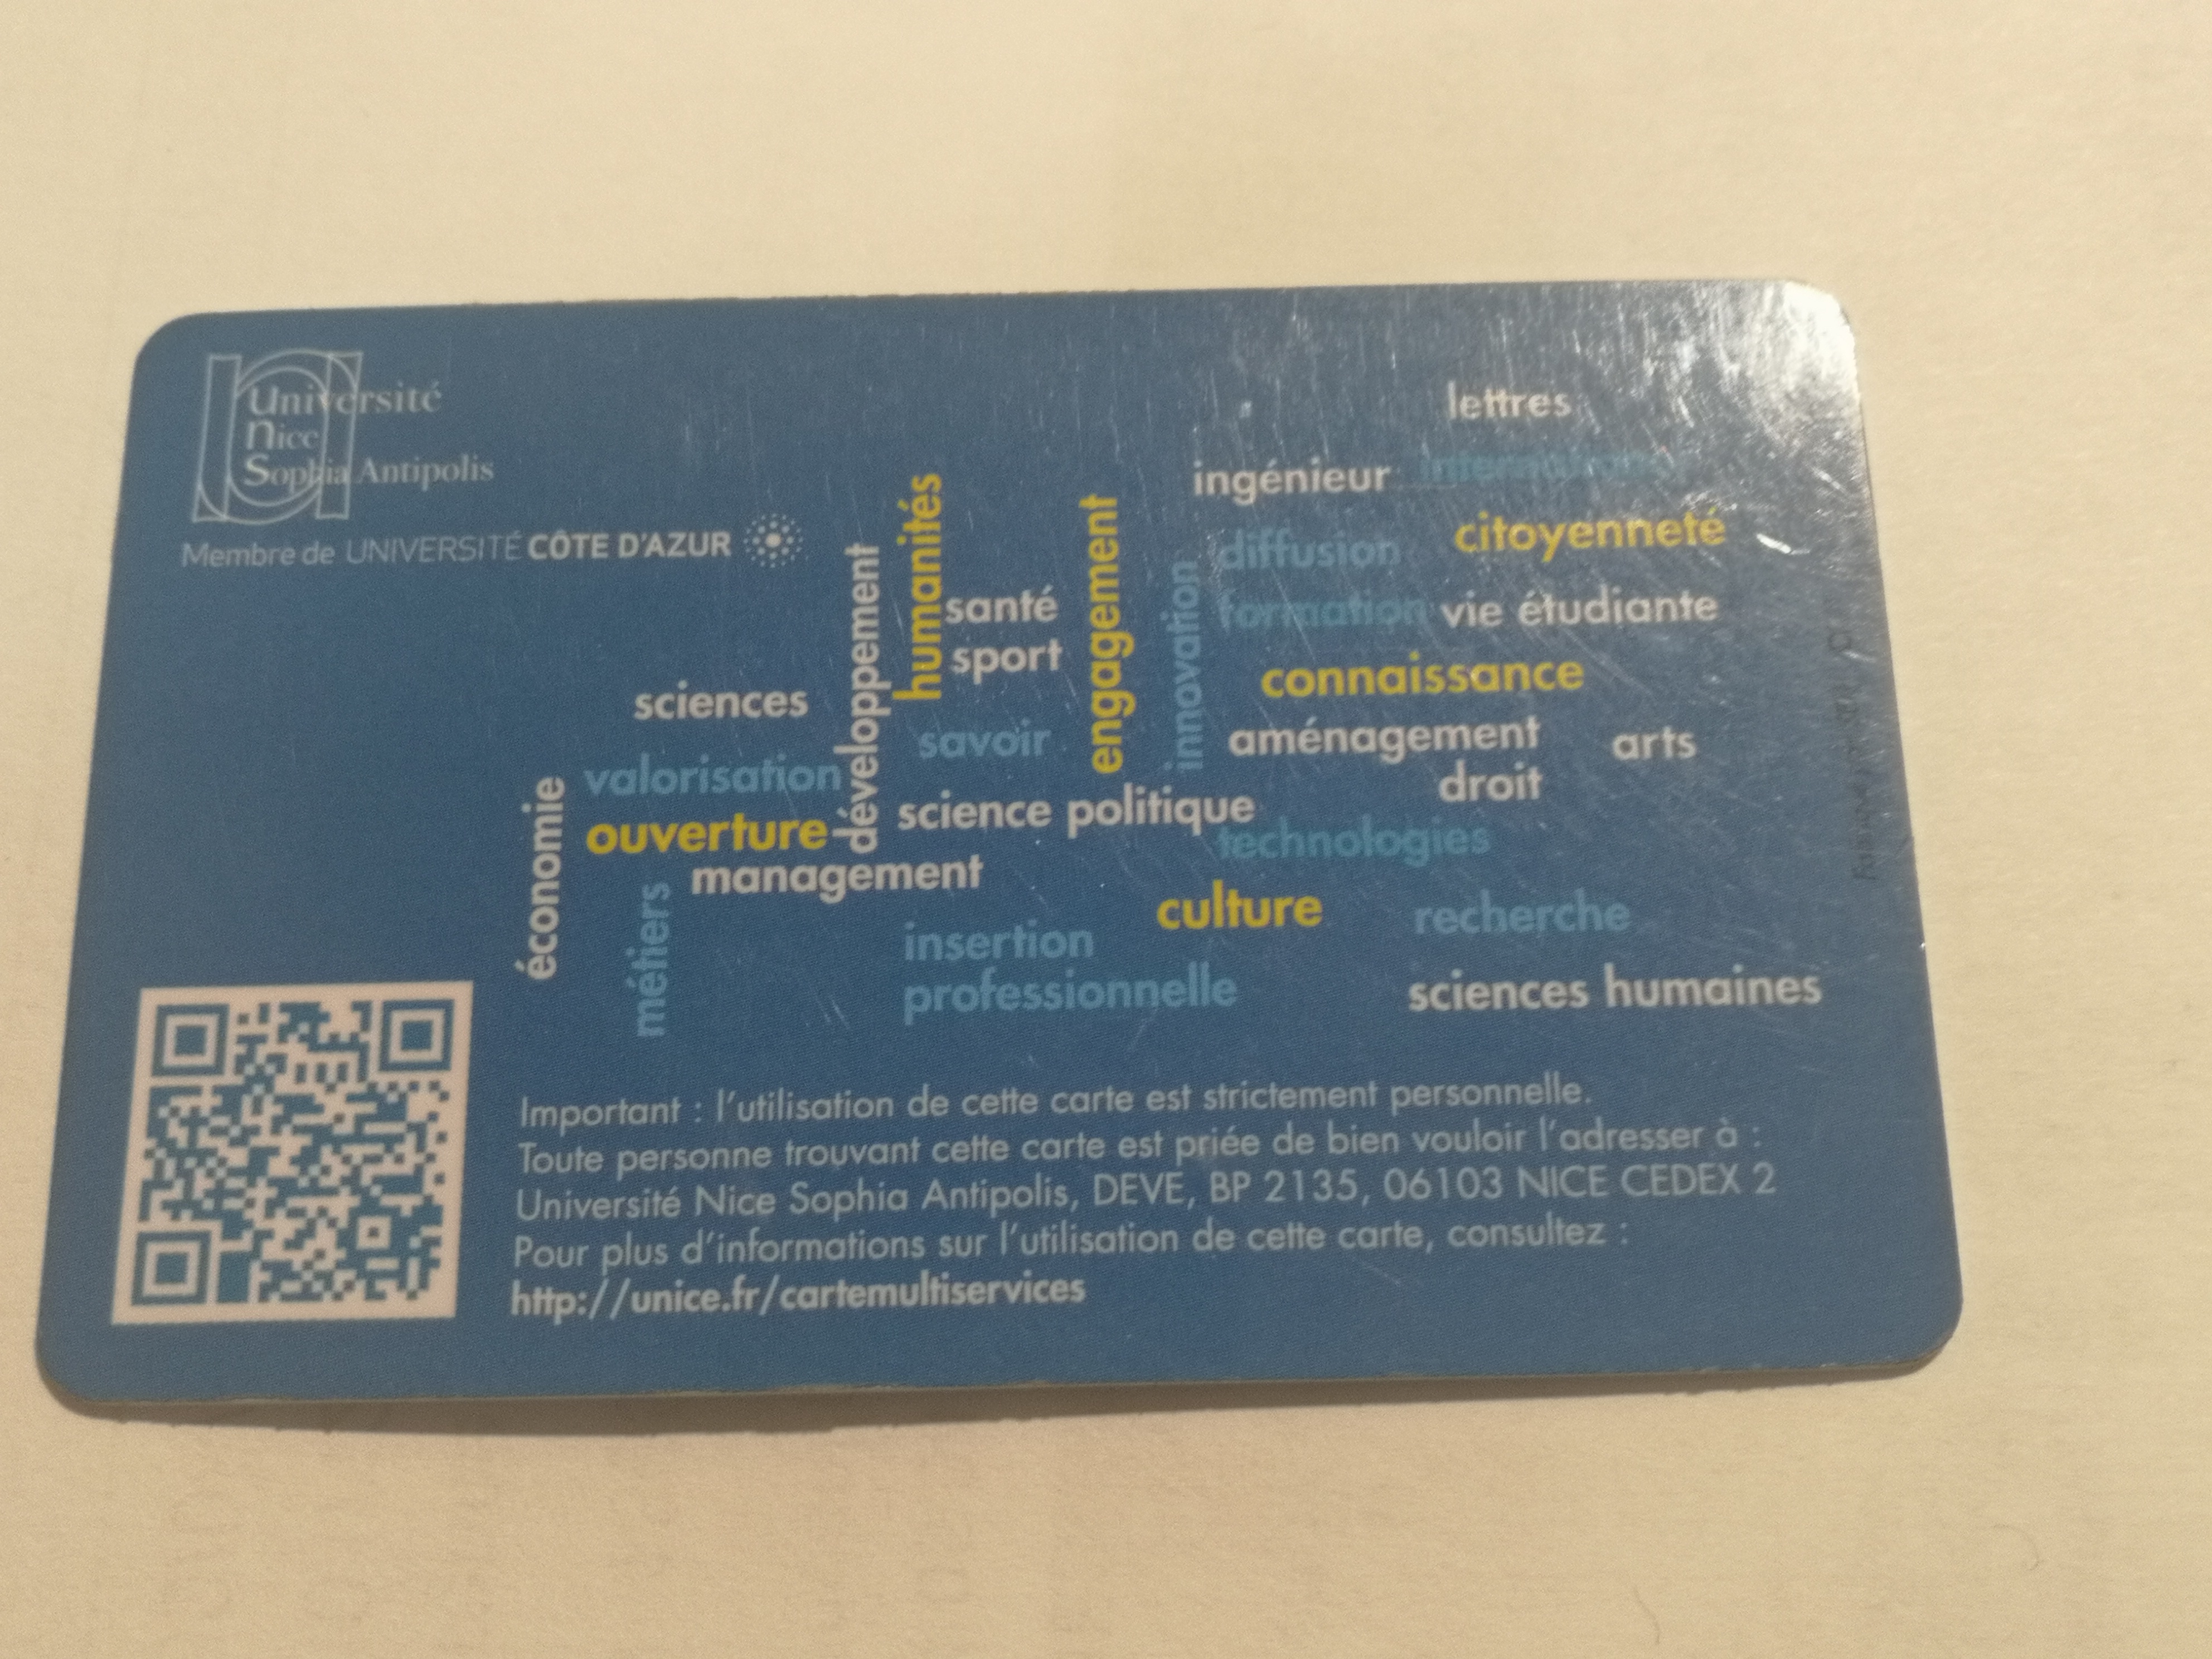 Université
Nice
Sophia Antipolis
Membre de UNIVERSITÉ CÔTE D'AZUR
lettres
ingénieur
citoyenneté
diffusion
formation
vie étudiante
humanités
santé
sport
engagement
innovation
développement
connaissance
sciences
savoir
aménagement
arts
valorisation
droit
économie
ouverture
science politique
technologies
management
métiers
culture
recherche
insertion
professionnelle
sciences humaines
Important : l'utilisation de cette carte est strictement personnelle.
Toute personne trouvant cette carte est priée de bien vouloir l'adresser à :
Université Nice Sophia Antipolis, DEVE, BP 2135, 06103 NICE CEDEX 2
Pour plus d'informations sur l'utilisation de cette carte, consultez :
http://unice.fr/cartemultiservices